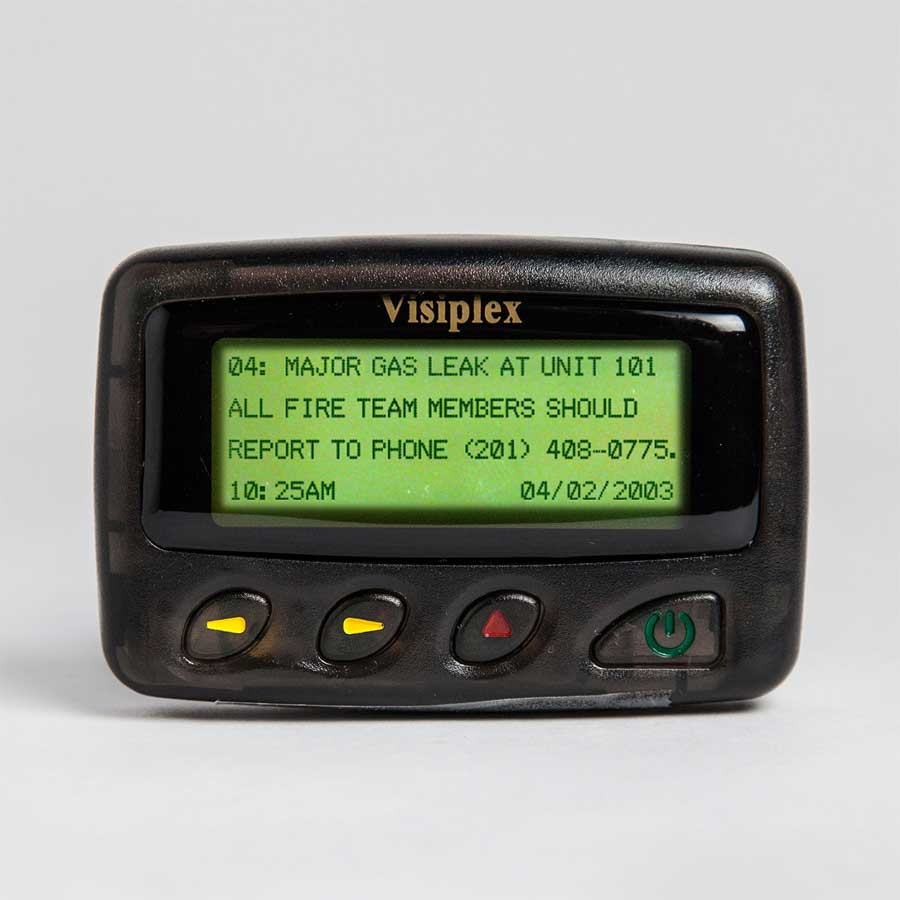 Visiplex
04: MAJOR GAS LEAK AT UNIT 101
ALL FIRE TEAM MEMBERS SHOULD
REPORT TO PHONE (201) 408-0775.
10:25AM 04/02/2003